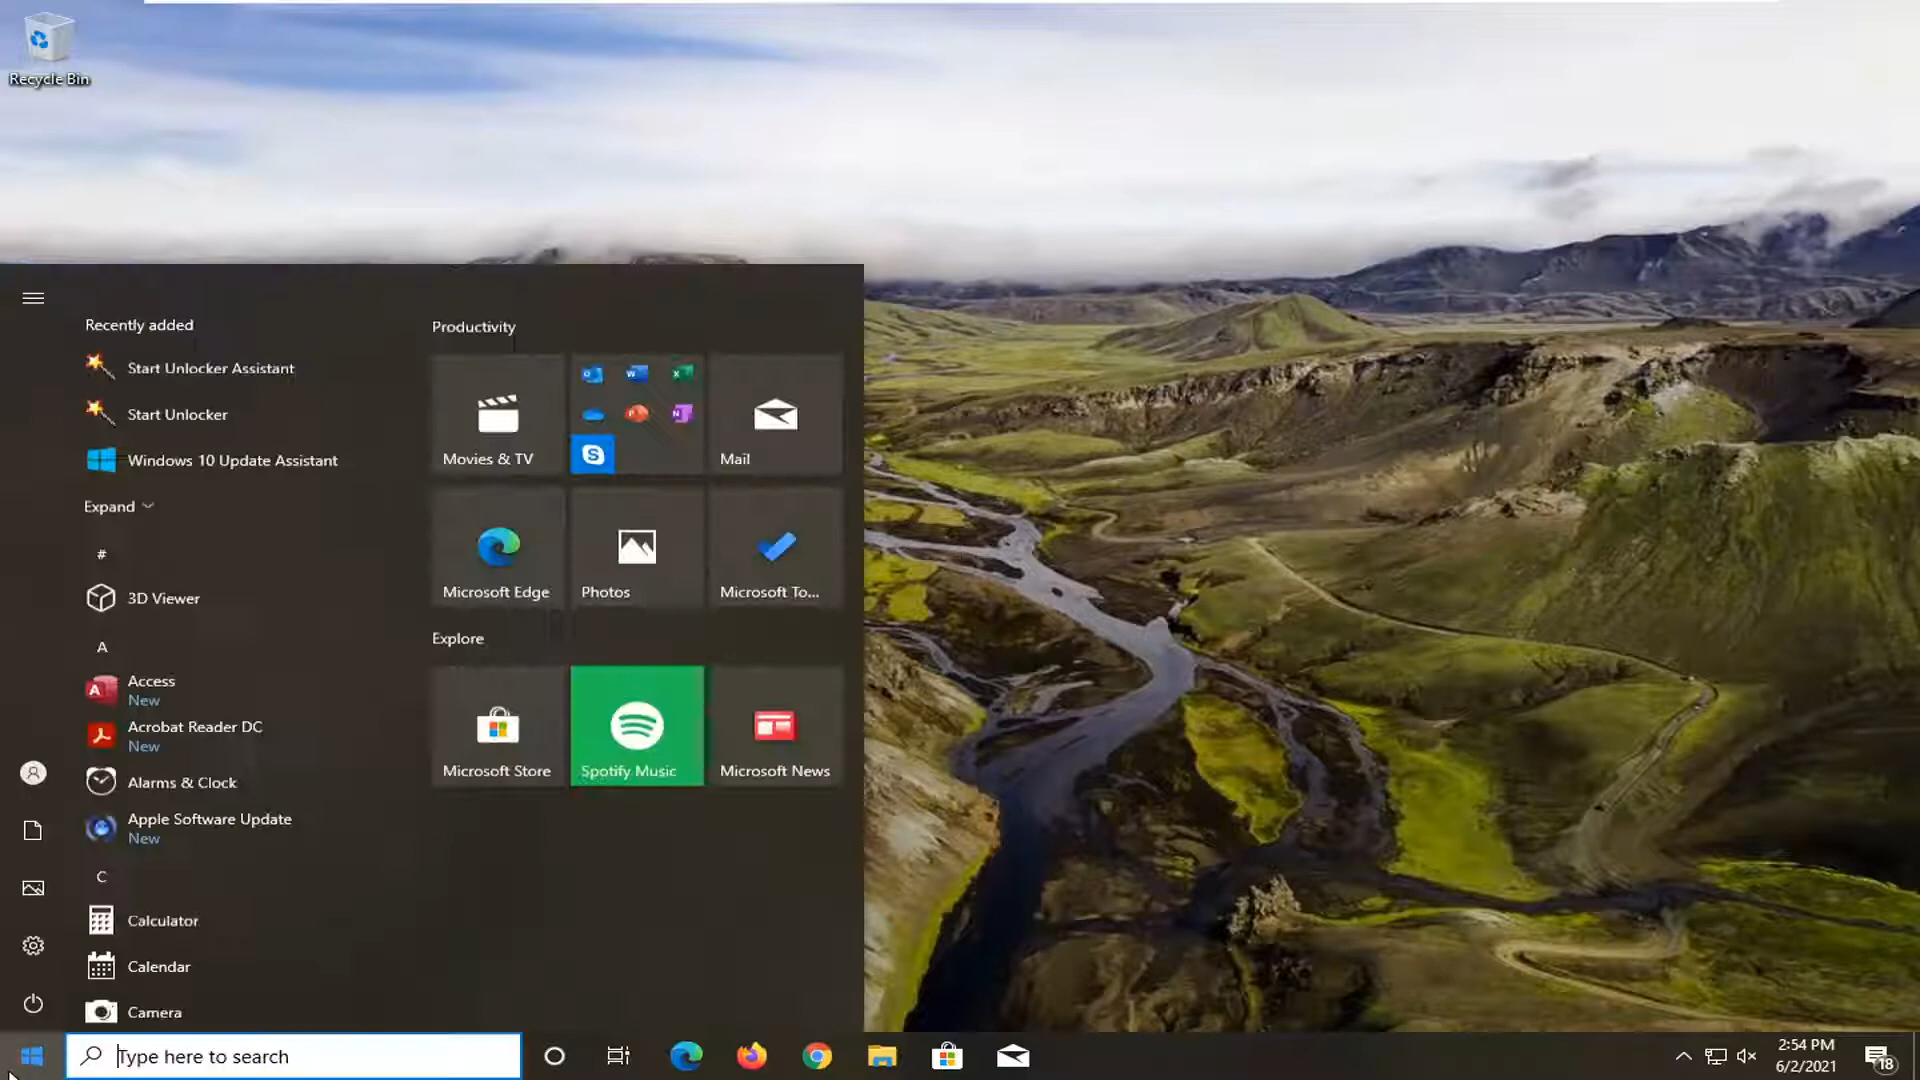 Recycle Bin
Recently added
Start Unlocker Assistant
Start Unlocker
Windows 10 Update Assistant
Expand
#
3D Viewer
A
Access
New
Acrobat Reader DC
New
Alarms & Clock
Apple Software Update
New
C
Calculator
Calendar
Camera
Productivity
Movies & TV
Mail
Microsoft Edge
Photos
Microsoft To...
Explore
Microsoft Store
Spotify Music
Microsoft News
Type here to search
2:54 PM
6/2/2021
18